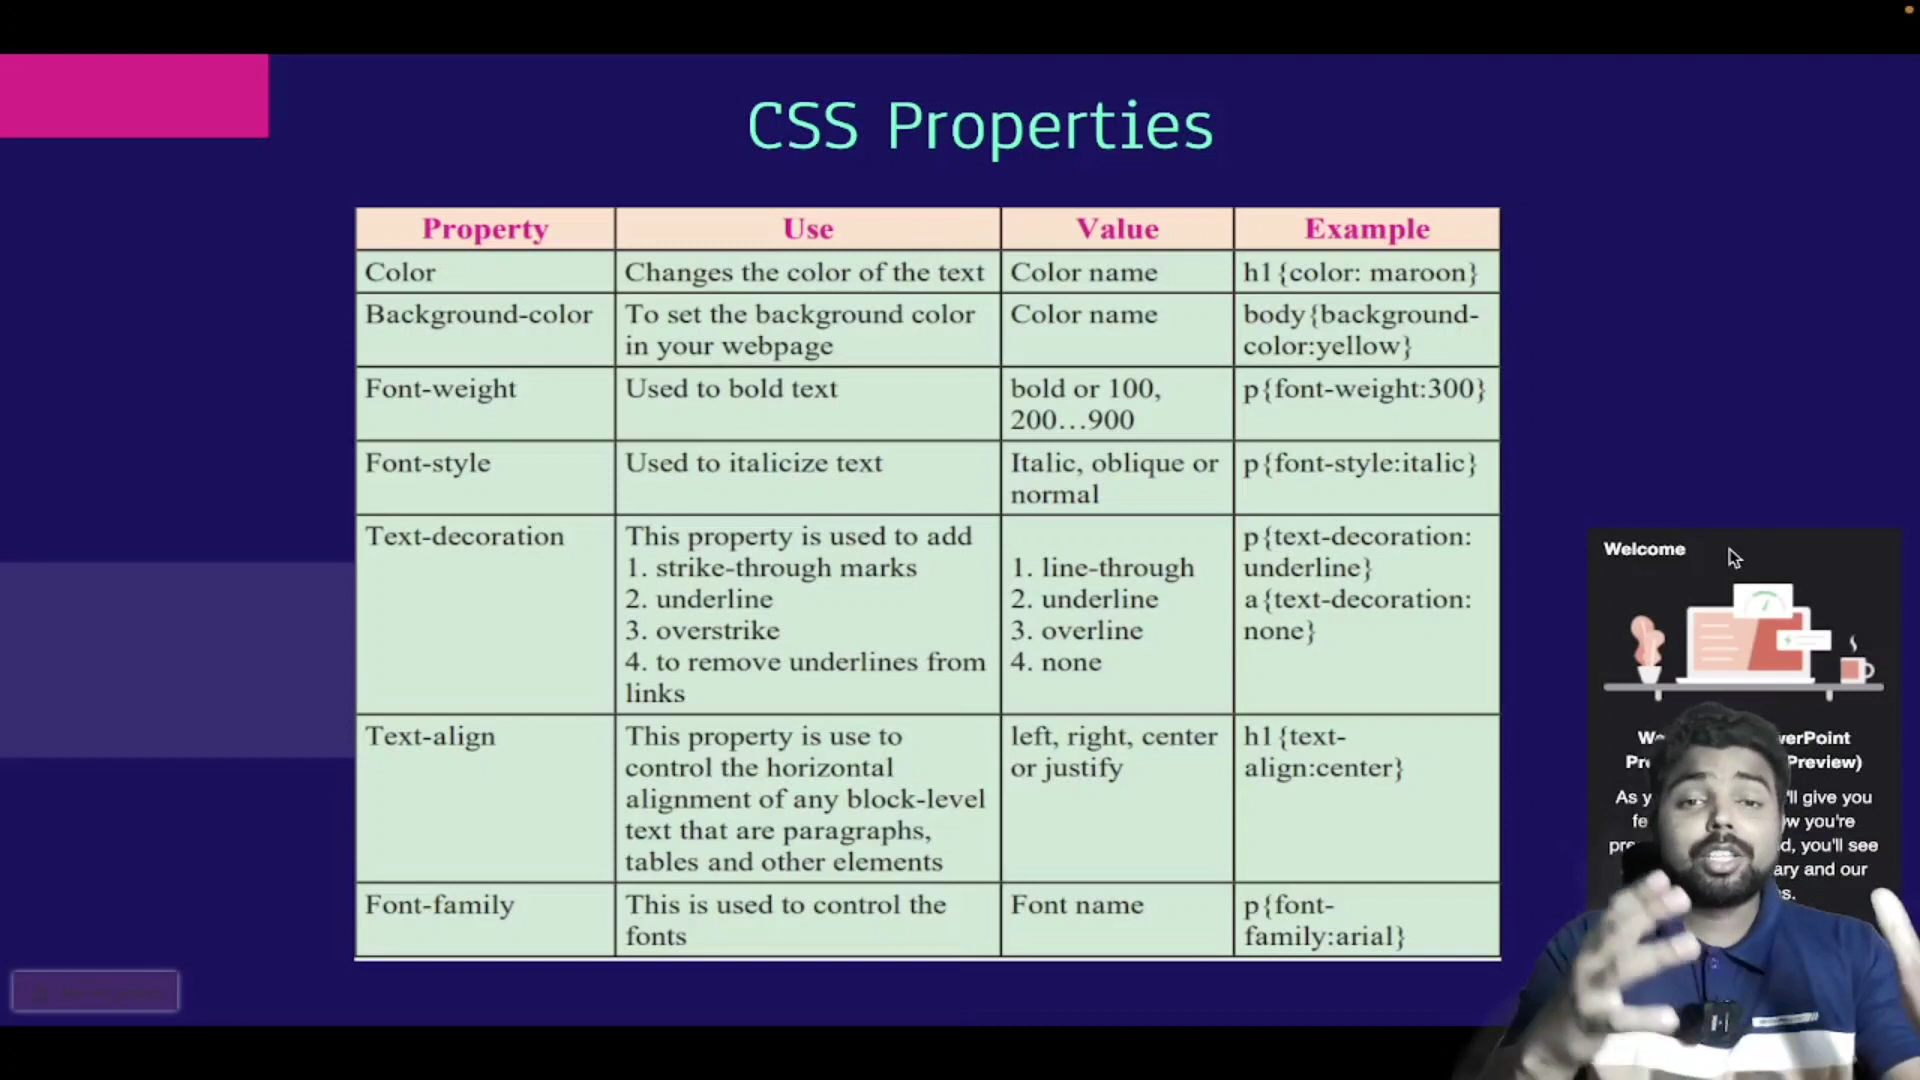 CSS Properties
Property Use Value Example
Color Changes the color of the text Color name h1{color: maroon}
Background-color To set the background color Color name body{background-
in your webpage color:yellow}
Font-weight Used to bold text bold or 100, p{font-weight:300}
200...900
Font-style Used to italicize text Italic, oblique or p{font-style:italic}
normal
Text-decoration This property is used to add p{text-decoration:
1. strike-through marks 1. line-through underline}
2. underline 2. underline a{text-decoration:
3. overstrike 3. overline none}
4. to remove underlines from 4. none
links
Text-align This property is use to left, right, center h1{text-
control the horizontal or justify align:center}
alignment of any block-level
text that are paragraphs,
tables and other elements
Font-family This is used to control the Font name p{font-
fonts family:arial}
Welcome
Preview)
As 'll give you
you're
you'll see
and our